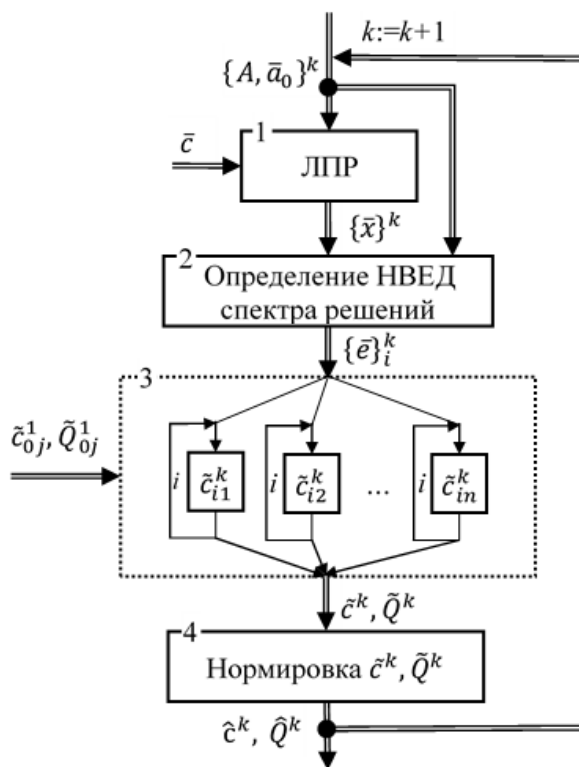 k:=k+1
{A, ā₀}ᵏ
1
c̄
ЛПР
{x̄}ᵏ
2
Определение НВЕД
спектра решений
{ē}ᵢᵏ
3
c̃¹₀ⱼ, Q̃¹₀ⱼ
i c̃ᵏᵢ₁ i c̃ᵏᵢ₂ ... i c̃ᵏᵢₙ
c̃ᵏ, Q̃ᵏ
4
Нормировка c̃ᵏ, Q̃ᵏ
ĉᵏ, Q̂ᵏ